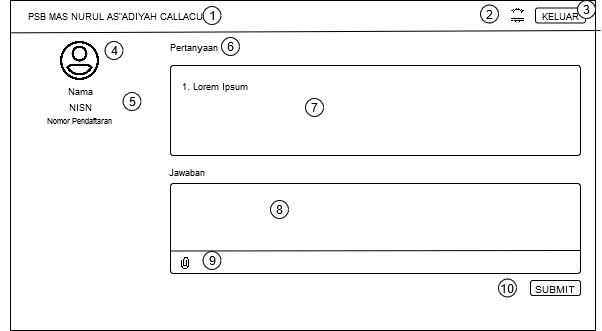 PSB MAS NURUL AS"ADIYAH CALLACU 1
2
KELUAR 3
4
Nama
NISN
5
Nomor Pendaftaran
Pertanyaan 6
1. Lorem Ipsum
7
Jawaban
8
9
10 SUBMIT